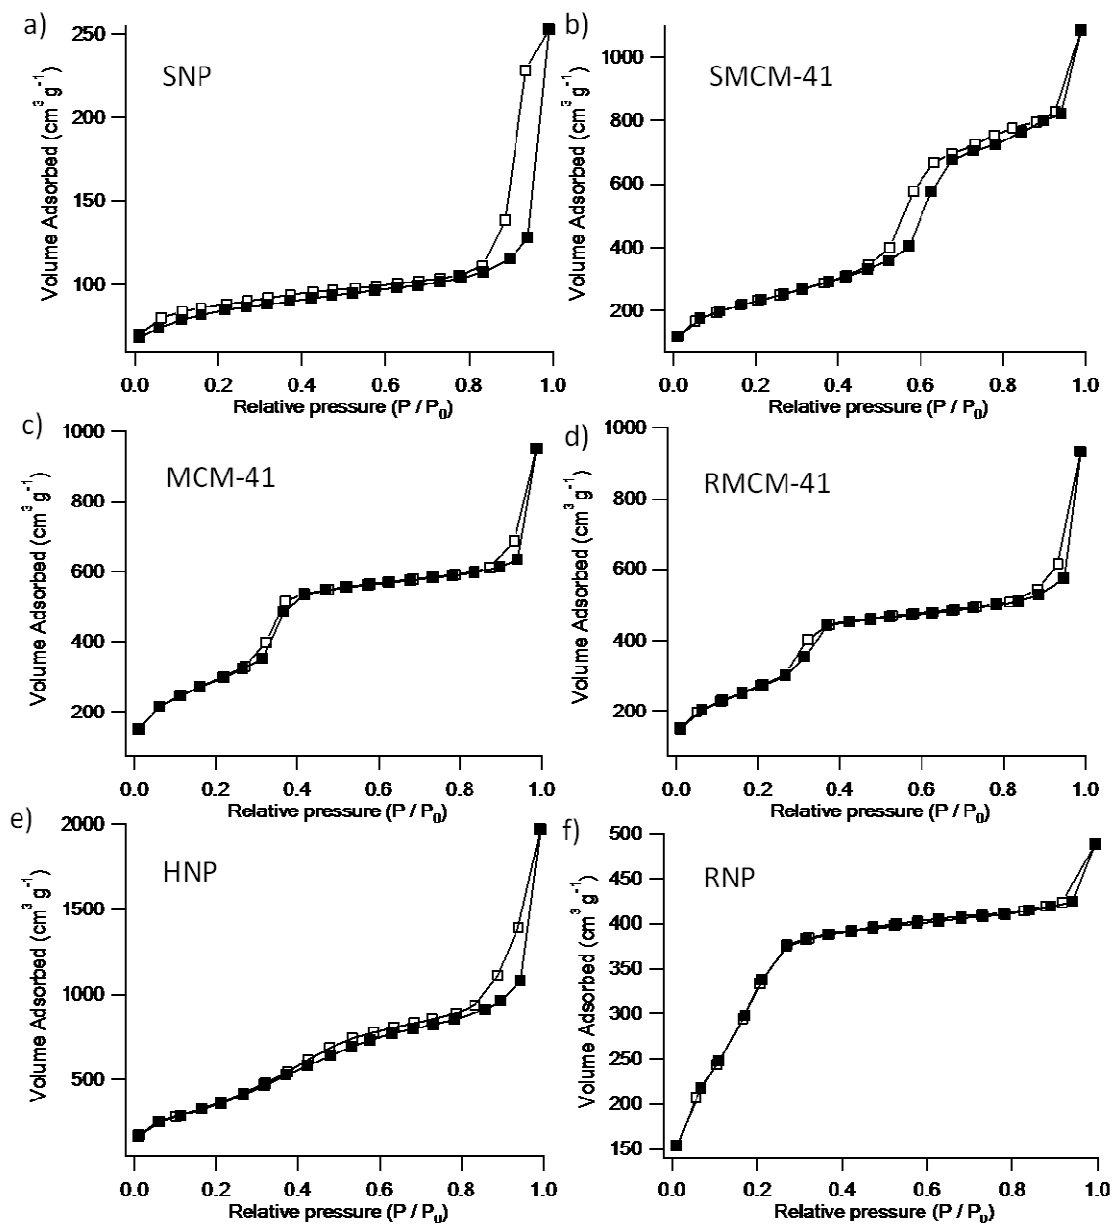 a)
SNP
Volume Adsorbed (cm³ g⁻¹)
250
200
150
100
0.0 0.2 0.4 0.6 0.8 1.0
Relative pressure (P / P₀)
b)
SMCM-41
Volume Adsorbed (cm³ g⁻¹)
1000
800
600
400
200
0.0 0.2 0.4 0.6 0.8 1.0
Relative pressure (P / P₀)
c)
MCM-41
Volume Adsorbed (cm³ g⁻¹)
1000
800
600
400
200
0.0 0.2 0.4 0.6 0.8 1.0
Relative pressure (P / P₀)
d)
RMCM-41
Volume Adsorbed (cm³ g⁻¹)
1000
800
600
400
200
0.0 0.2 0.4 0.6 0.8 1.0
Relative pressure (P / P₀)
e)
HNP
Volume Adsorbed (cm³ g⁻¹)
2000
1500
1000
500
0.0 0.2 0.4 0.6 0.8 1.0
Relative pressure (P / P₀)
f)
RNP
Volume Adsorbed (cm³ g⁻¹)
500
450
400
350
300
250
200
150
0.0 0.2 0.4 0.6 0.8 1.0
Relative pressure (P / P₀)